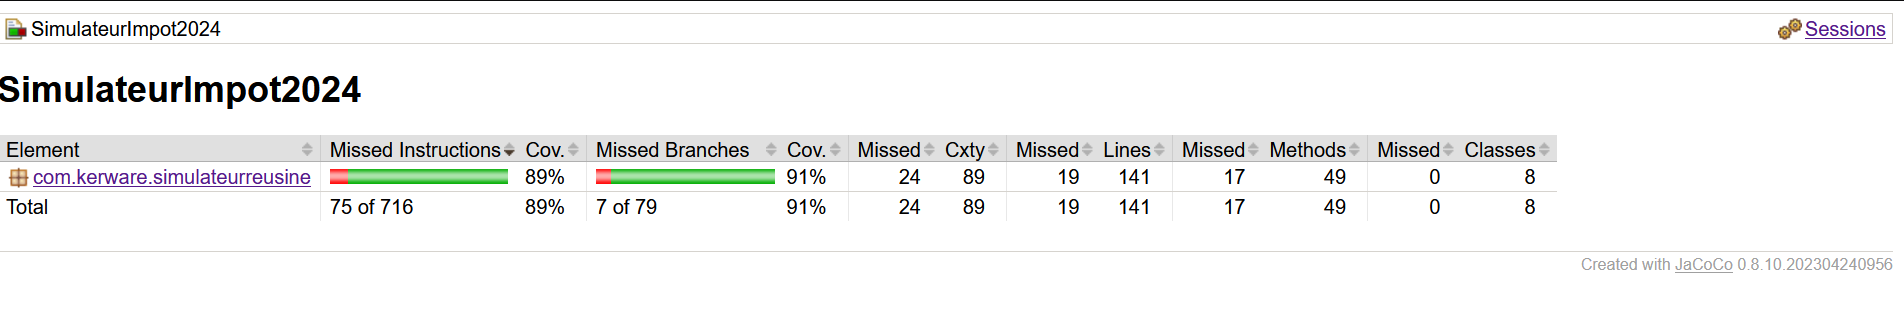 SimulateurImpot2024 Sessions
SimulateurImpot2024
Element Missed Instructions Cov. Missed Branches Cov. Missed Cxty Missed Lines Missed Methods Missed Classes
com.kerware.simulateurreusine 89% 91% 24 89 19 141 17 49 0 8
Total 75 of 716 89% 7 of 79 91% 24 89 19 141 17 49 0 8
Created with JaCoCo 0.8.10.202304240956